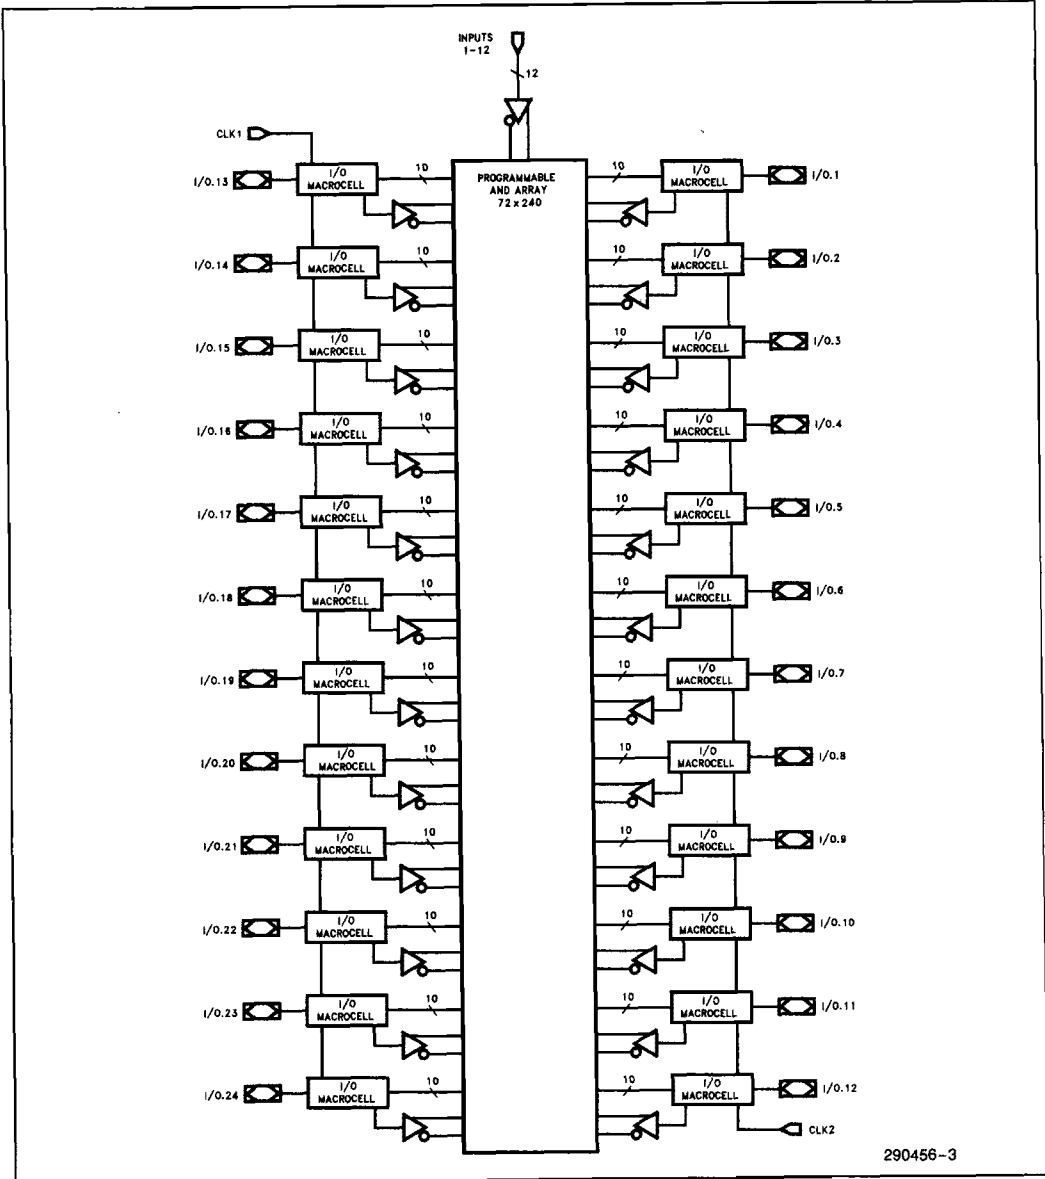 INPUTS
1-12
12
CLK1
I/O.13
I/O
MACROCELL
10
PROGRAMMABLE
AND ARRAY
72x240
10
I/O
MACROCELL
I/O.1
I/O.14
I/O
MACROCELL
10
10
I/O
MACROCELL
I/O.2
I/O.15
I/O
MACROCELL
10
10
I/O
MACROCELL
I/O.3
I/O.16
I/O
MACROCELL
10
10
I/O
MACROCELL
I/O.4
I/O.17
I/O
MACROCELL
10
10
I/O
MACROCELL
I/O.5
I/O.18
I/O
MACROCELL
10
10
I/O
MACROCELL
I/O.6
I/O.19
I/O
MACROCELL
10
10
I/O
MACROCELL
I/O.7
I/O.20
I/O
MACROCELL
10
10
I/O
MACROCELL
I/O.8
I/O.21
I/O
MACROCELL
10
10
I/O
MACROCELL
I/O.9
I/O.22
I/O
MACROCELL
10
10
I/O
MACROCELL
I/O.10
I/O.23
I/O
MACROCELL
10
10
I/O
MACROCELL
I/O.11
I/O.24
I/O
MACROCELL
10
10
I/O
MACROCELL
I/O.12
CLK2
290456-3